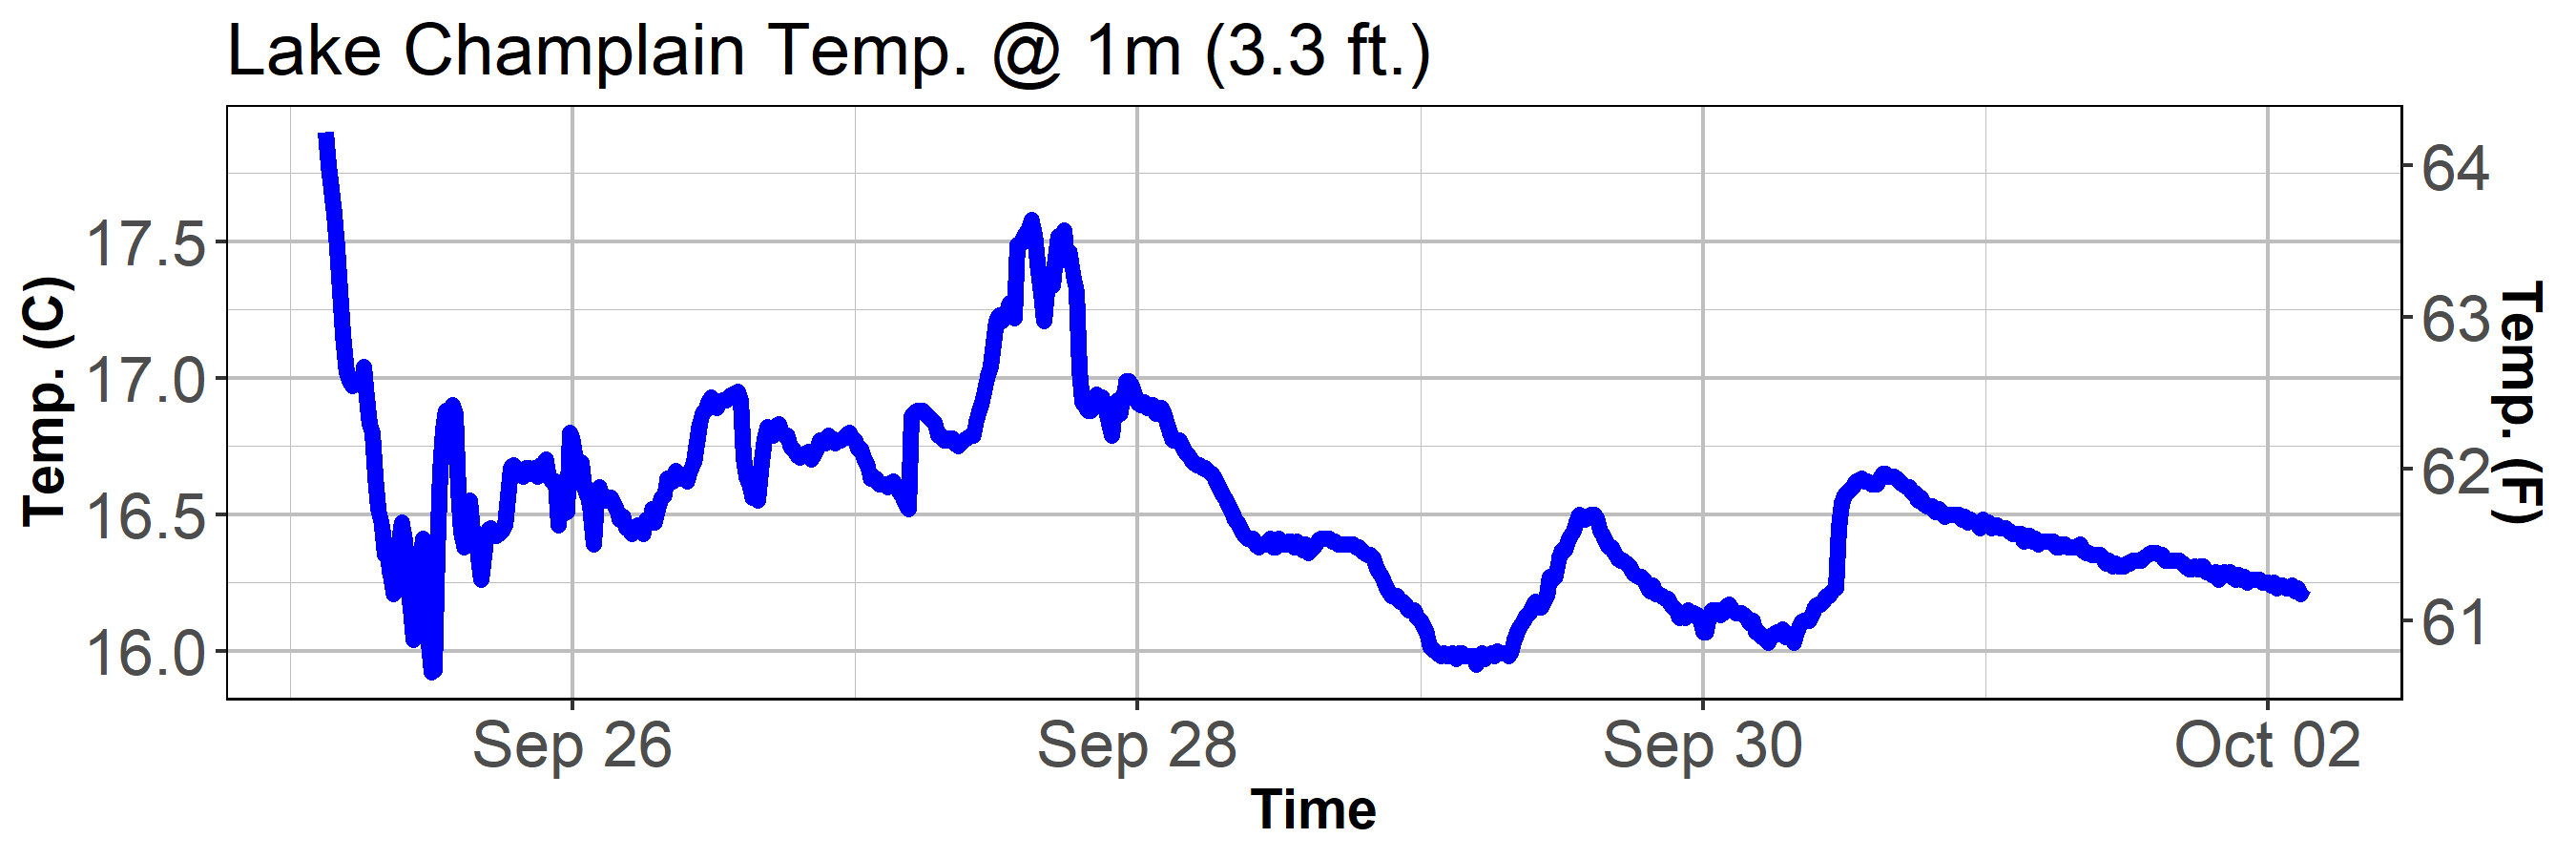 Lake Champlain Temp. @ 1m (3.3 ft.)
Temp. (C)
17.5
17.0
16.5
16.0
64
63
62
61
Temp. (F)
Sep 26 Sep 28 Sep 30 Oct 02
Time